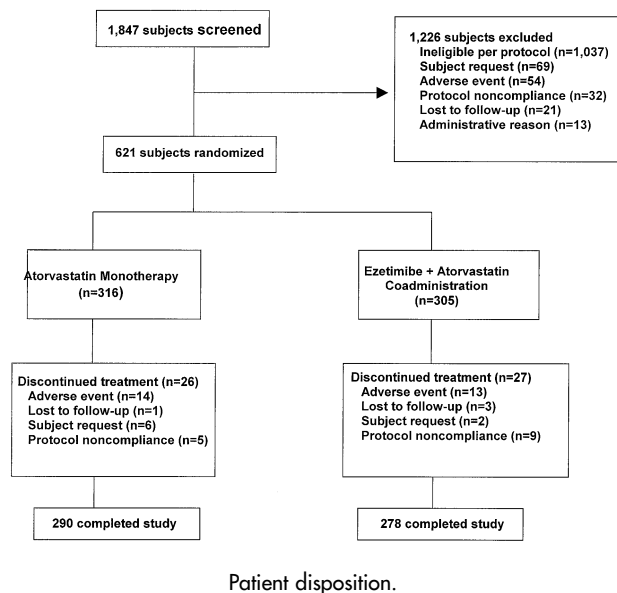 1,847 subjects screened
1,226 subjects excluded
Ineligible per protocol (n=1,037)
Subject request (n=69)
Adverse event (n=54)
Protocol noncompliance (n=32)
Lost to follow-up (n=21)
Administrative reason (n=13)
621 subjects randomized
Atorvastatin Monotherapy
(n=316)
Ezetimibe + Atorvastatin
Coadministration
(n=305)
Discontinued treatment (n=26)
Adverse event (n=14)
Lost to follow-up (n=1)
Subject request (n=6)
Protocol noncompliance (n=5)
Discontinued treatment (n=27)
Adverse event (n=13)
Lost to follow-up (n=3)
Subject request (n=2)
Protocol noncompliance (n=9)
290 completed study
278 completed study
Patient disposition.